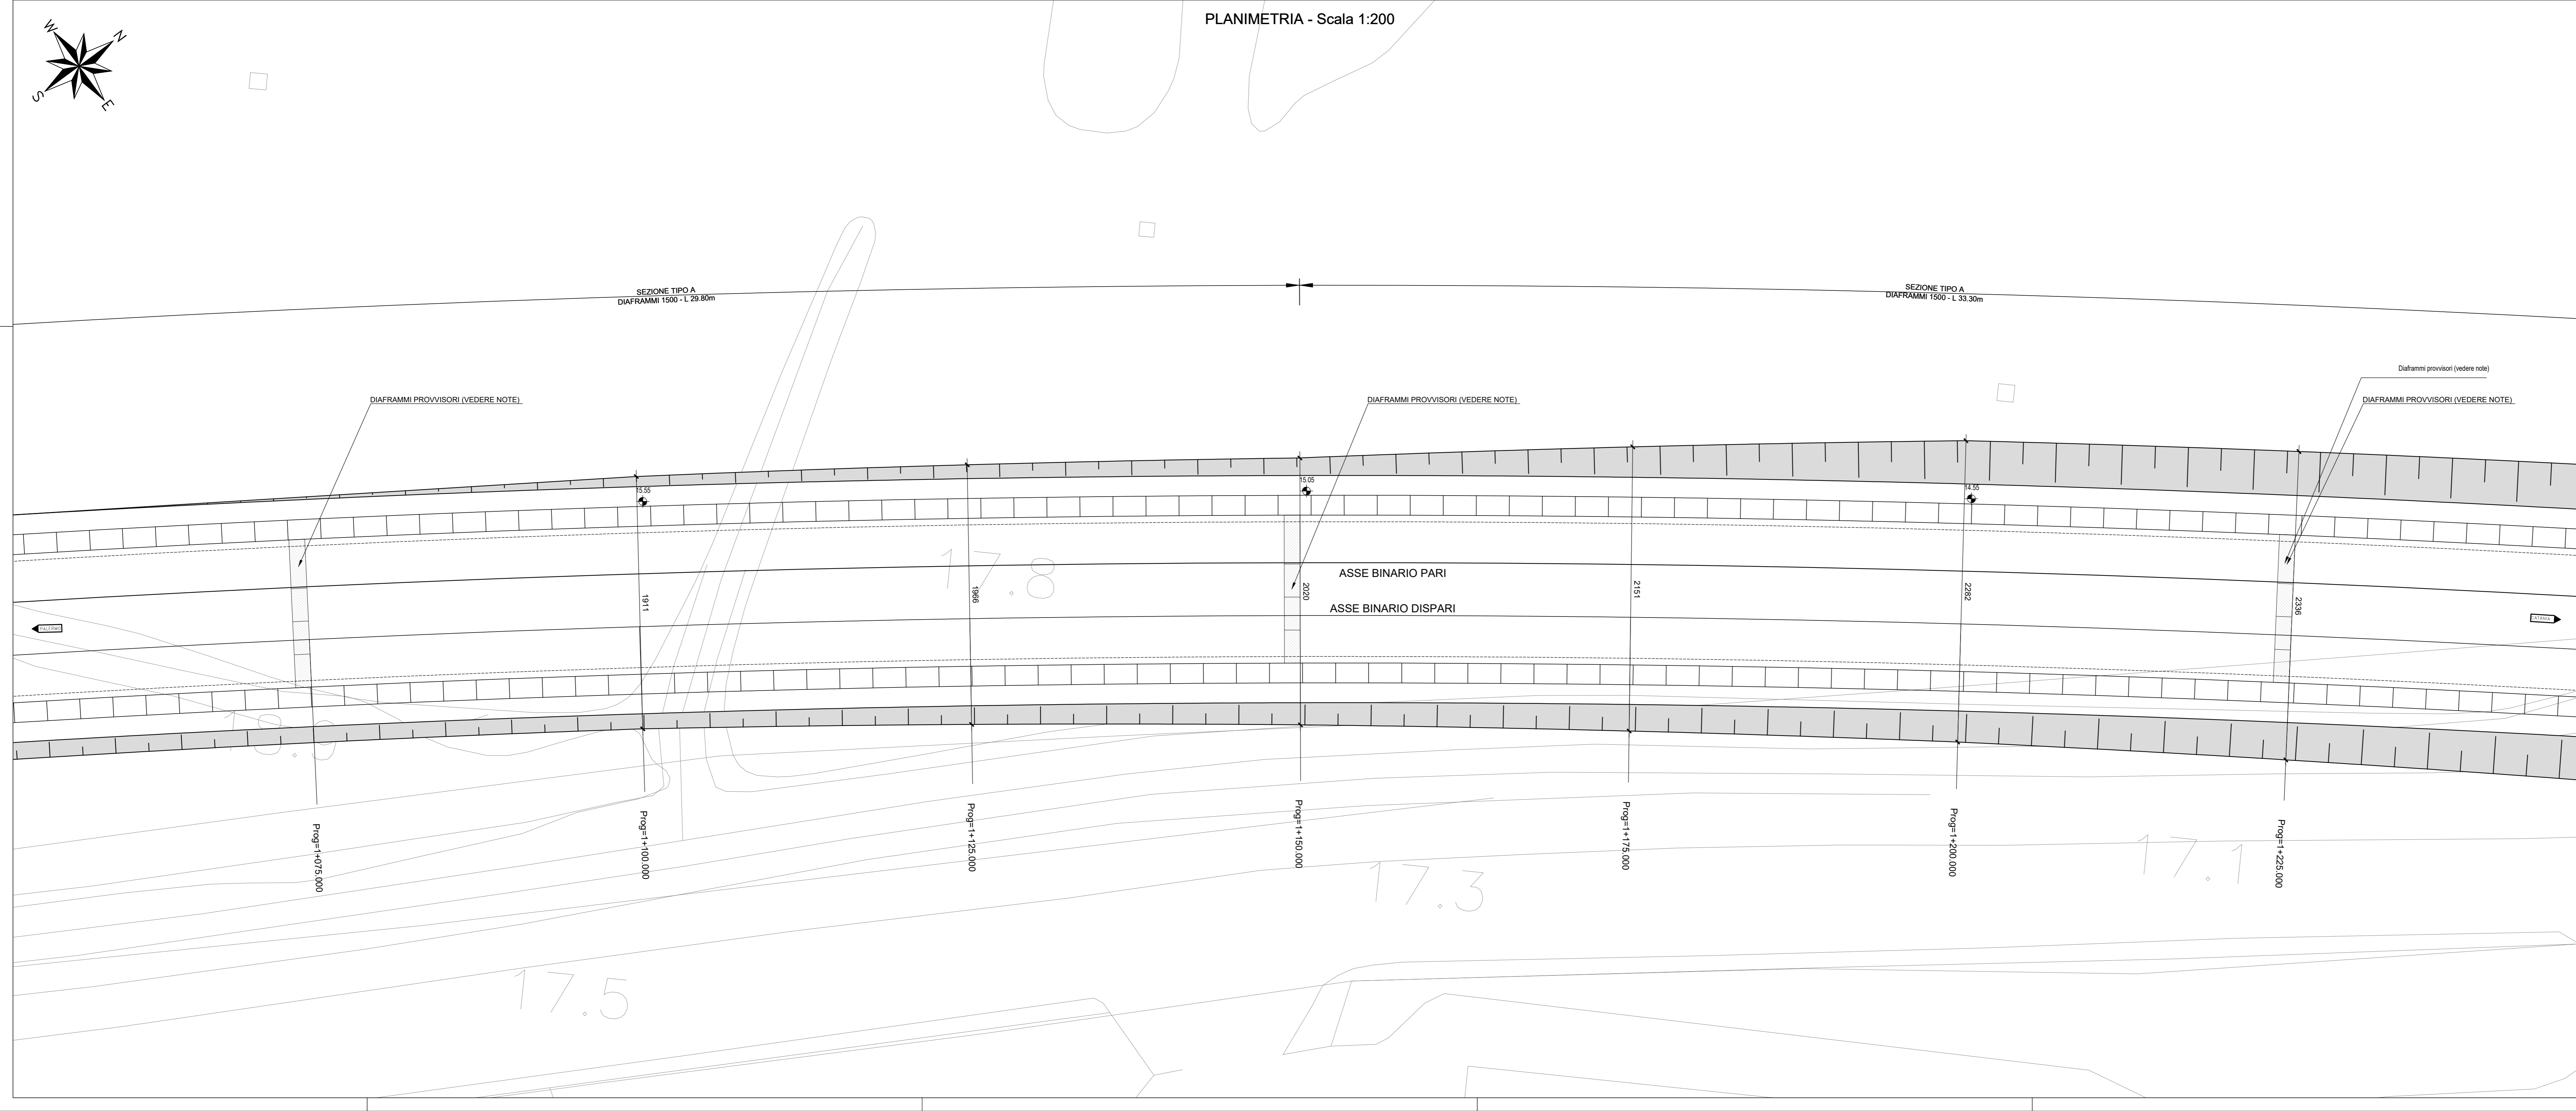 PLANIMETRIA - Scala 1:200
W
N
S
E
SEZIONE TIPO A
DIAFRAMMI 1500 - L 29.80m
SEZIONE TIPO A
DIAFRAMMI 1500 - L 33.30m
Diaframmi provvisori (vedere note)
DIAFRAMMI PROVVISORI (VEDERE NOTE)
DIAFRAMMI PROVVISORI (VEDERE NOTE)
DIAFRAMMI PROVVISORI (VEDERE NOTE)
15.55
15.05
14.55
17.8
ASSE BINARIO PARI
1911
1966
2020
2151
2282
2336
ASSE BINARIO DISPARI
PALERMO
CATANIA
Prog=1+075.000
Prog=1+100.000
Prog=1+125.000
Prog=1+150.000
Prog=1+175.000
Prog=1+200.000
Prog=1+225.000
17.3
17.1
17.5